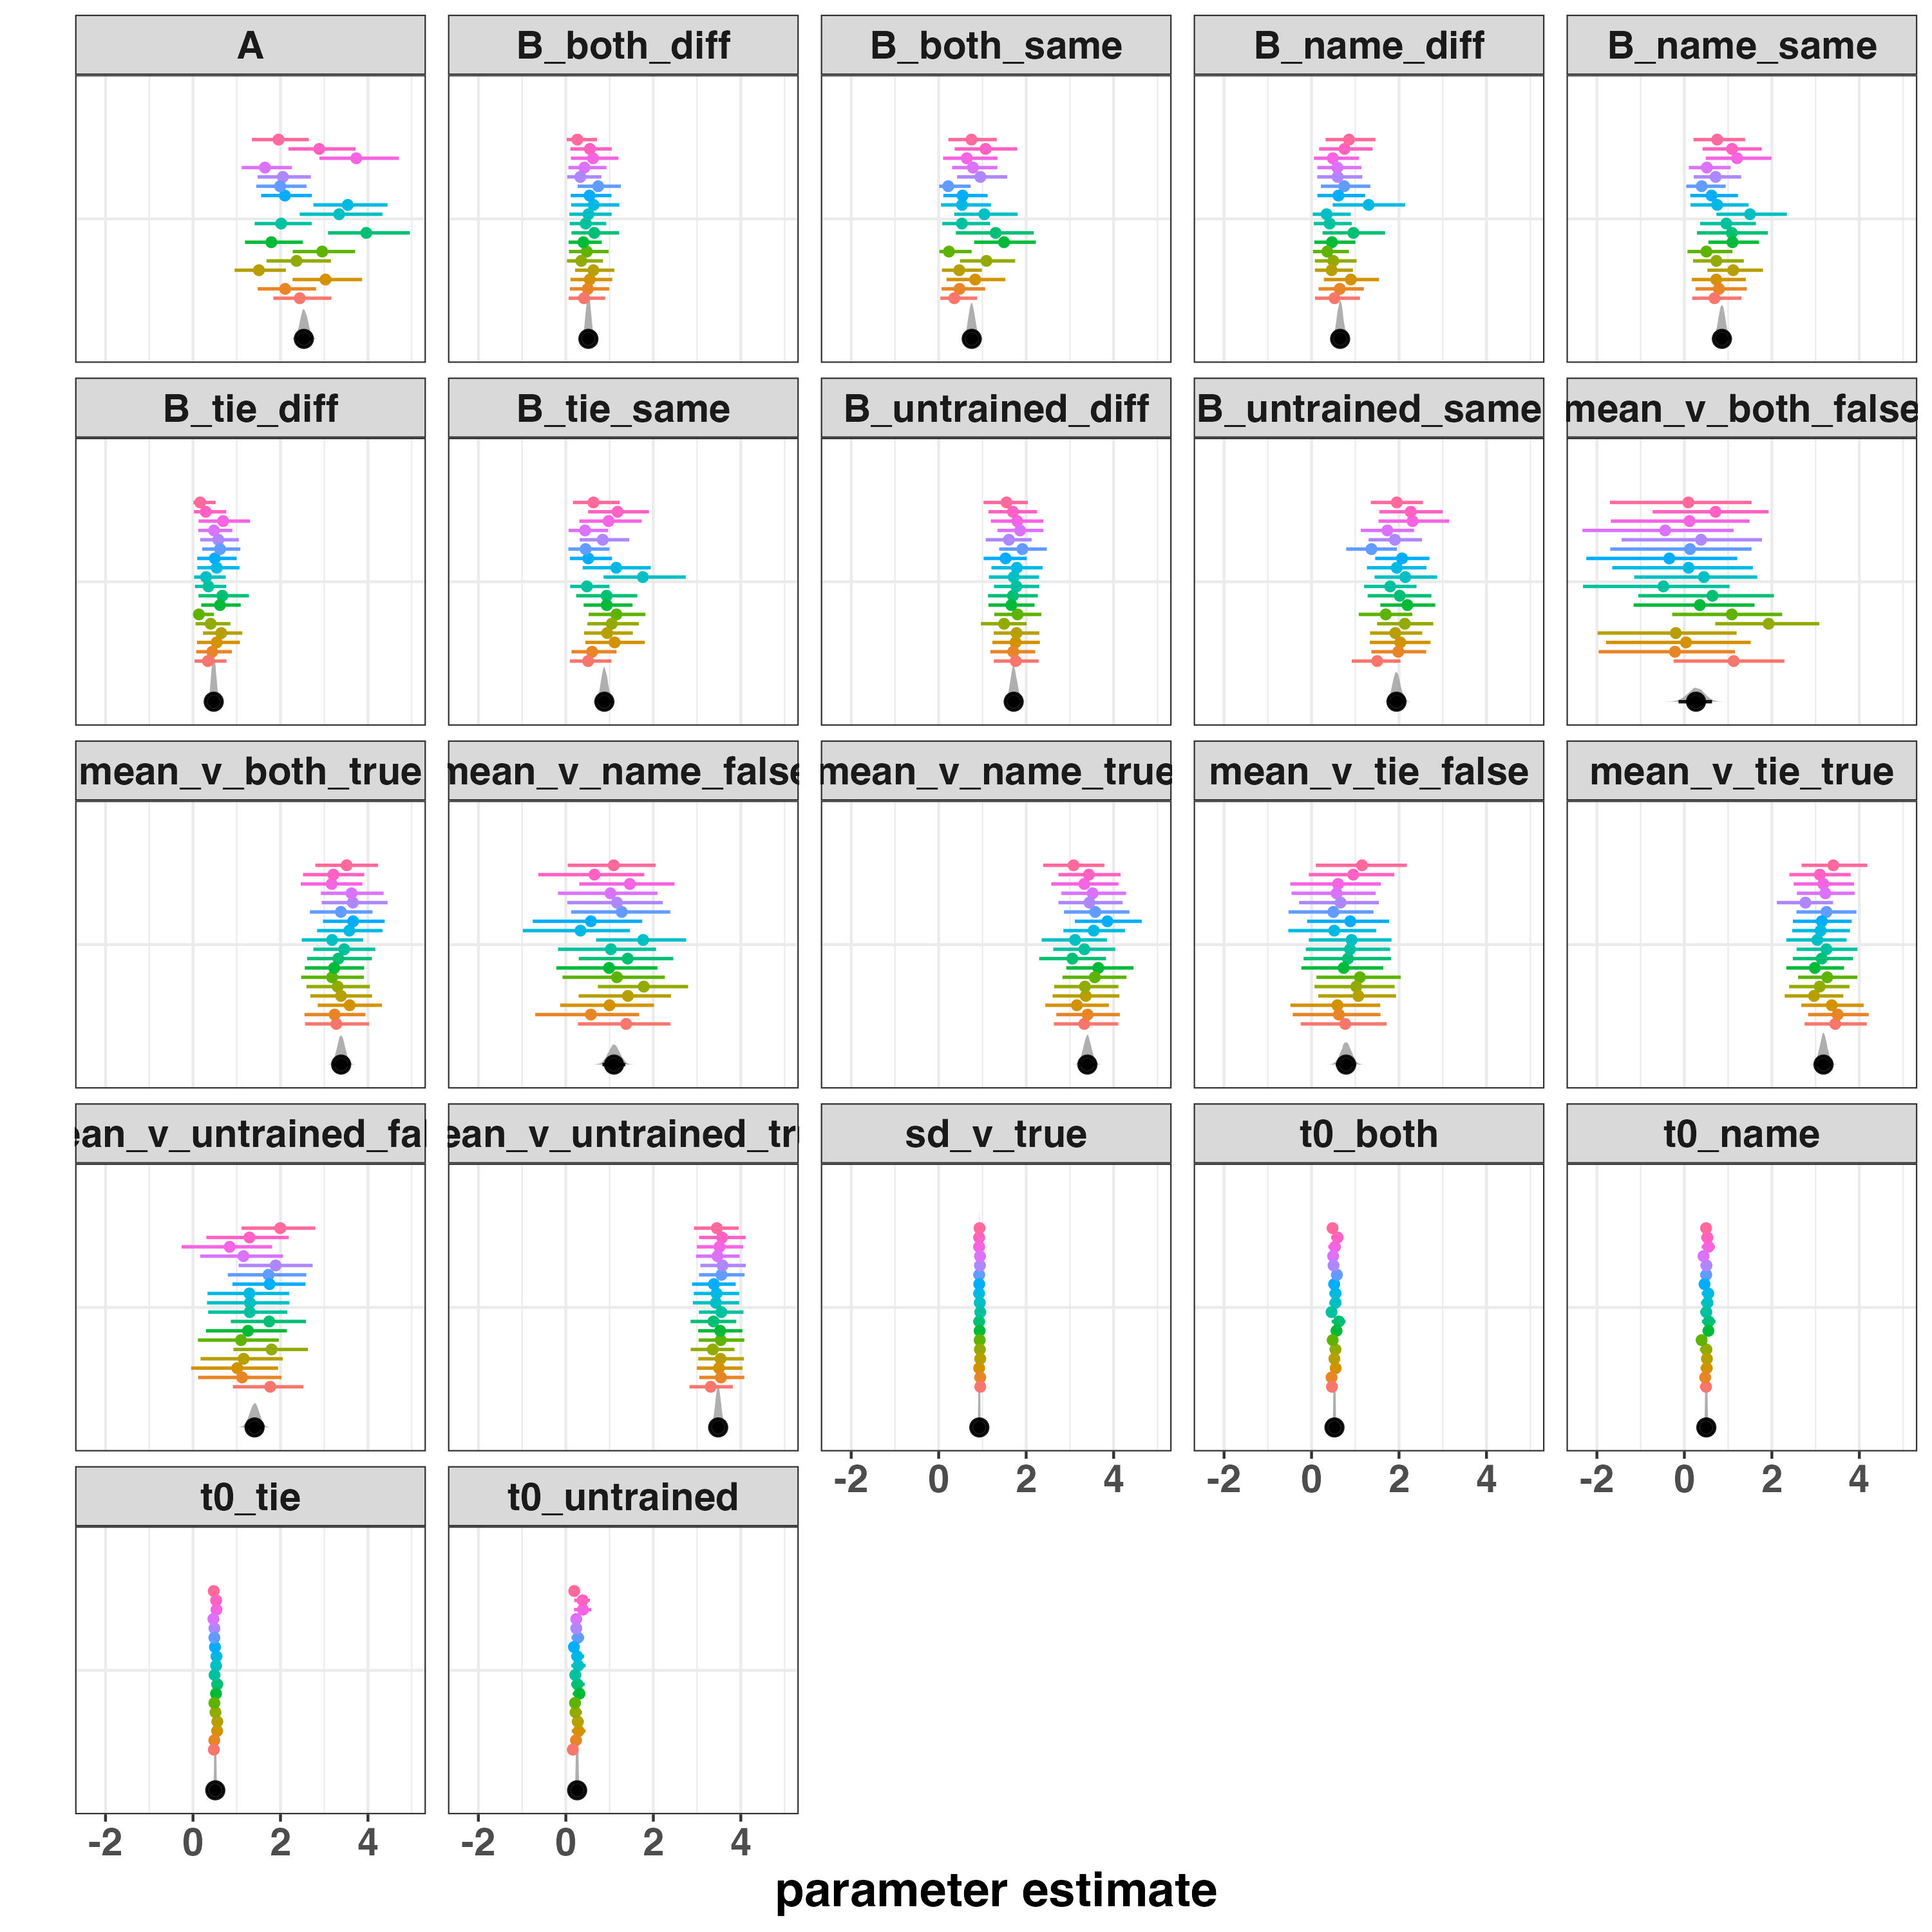 A B_both_diff B_both_same B_name_diff B_name_same
B_tie_diff B_tie_same B_untrained_diff B_untrained_same mean_v_both_false
mean_v_both_true mean_v_name_false mean_v_name_true mean_v_tie_false mean_v_tie_true
ean_v_untrained_fal ean_v_untrained_tr sd_v_true t0_both t0_name
-2 0 2 4 -2 0 2 4 -2 0 2 4
t0_tie t0_untrained
-2 0 2 4 -2 0 2 4
parameter estimate